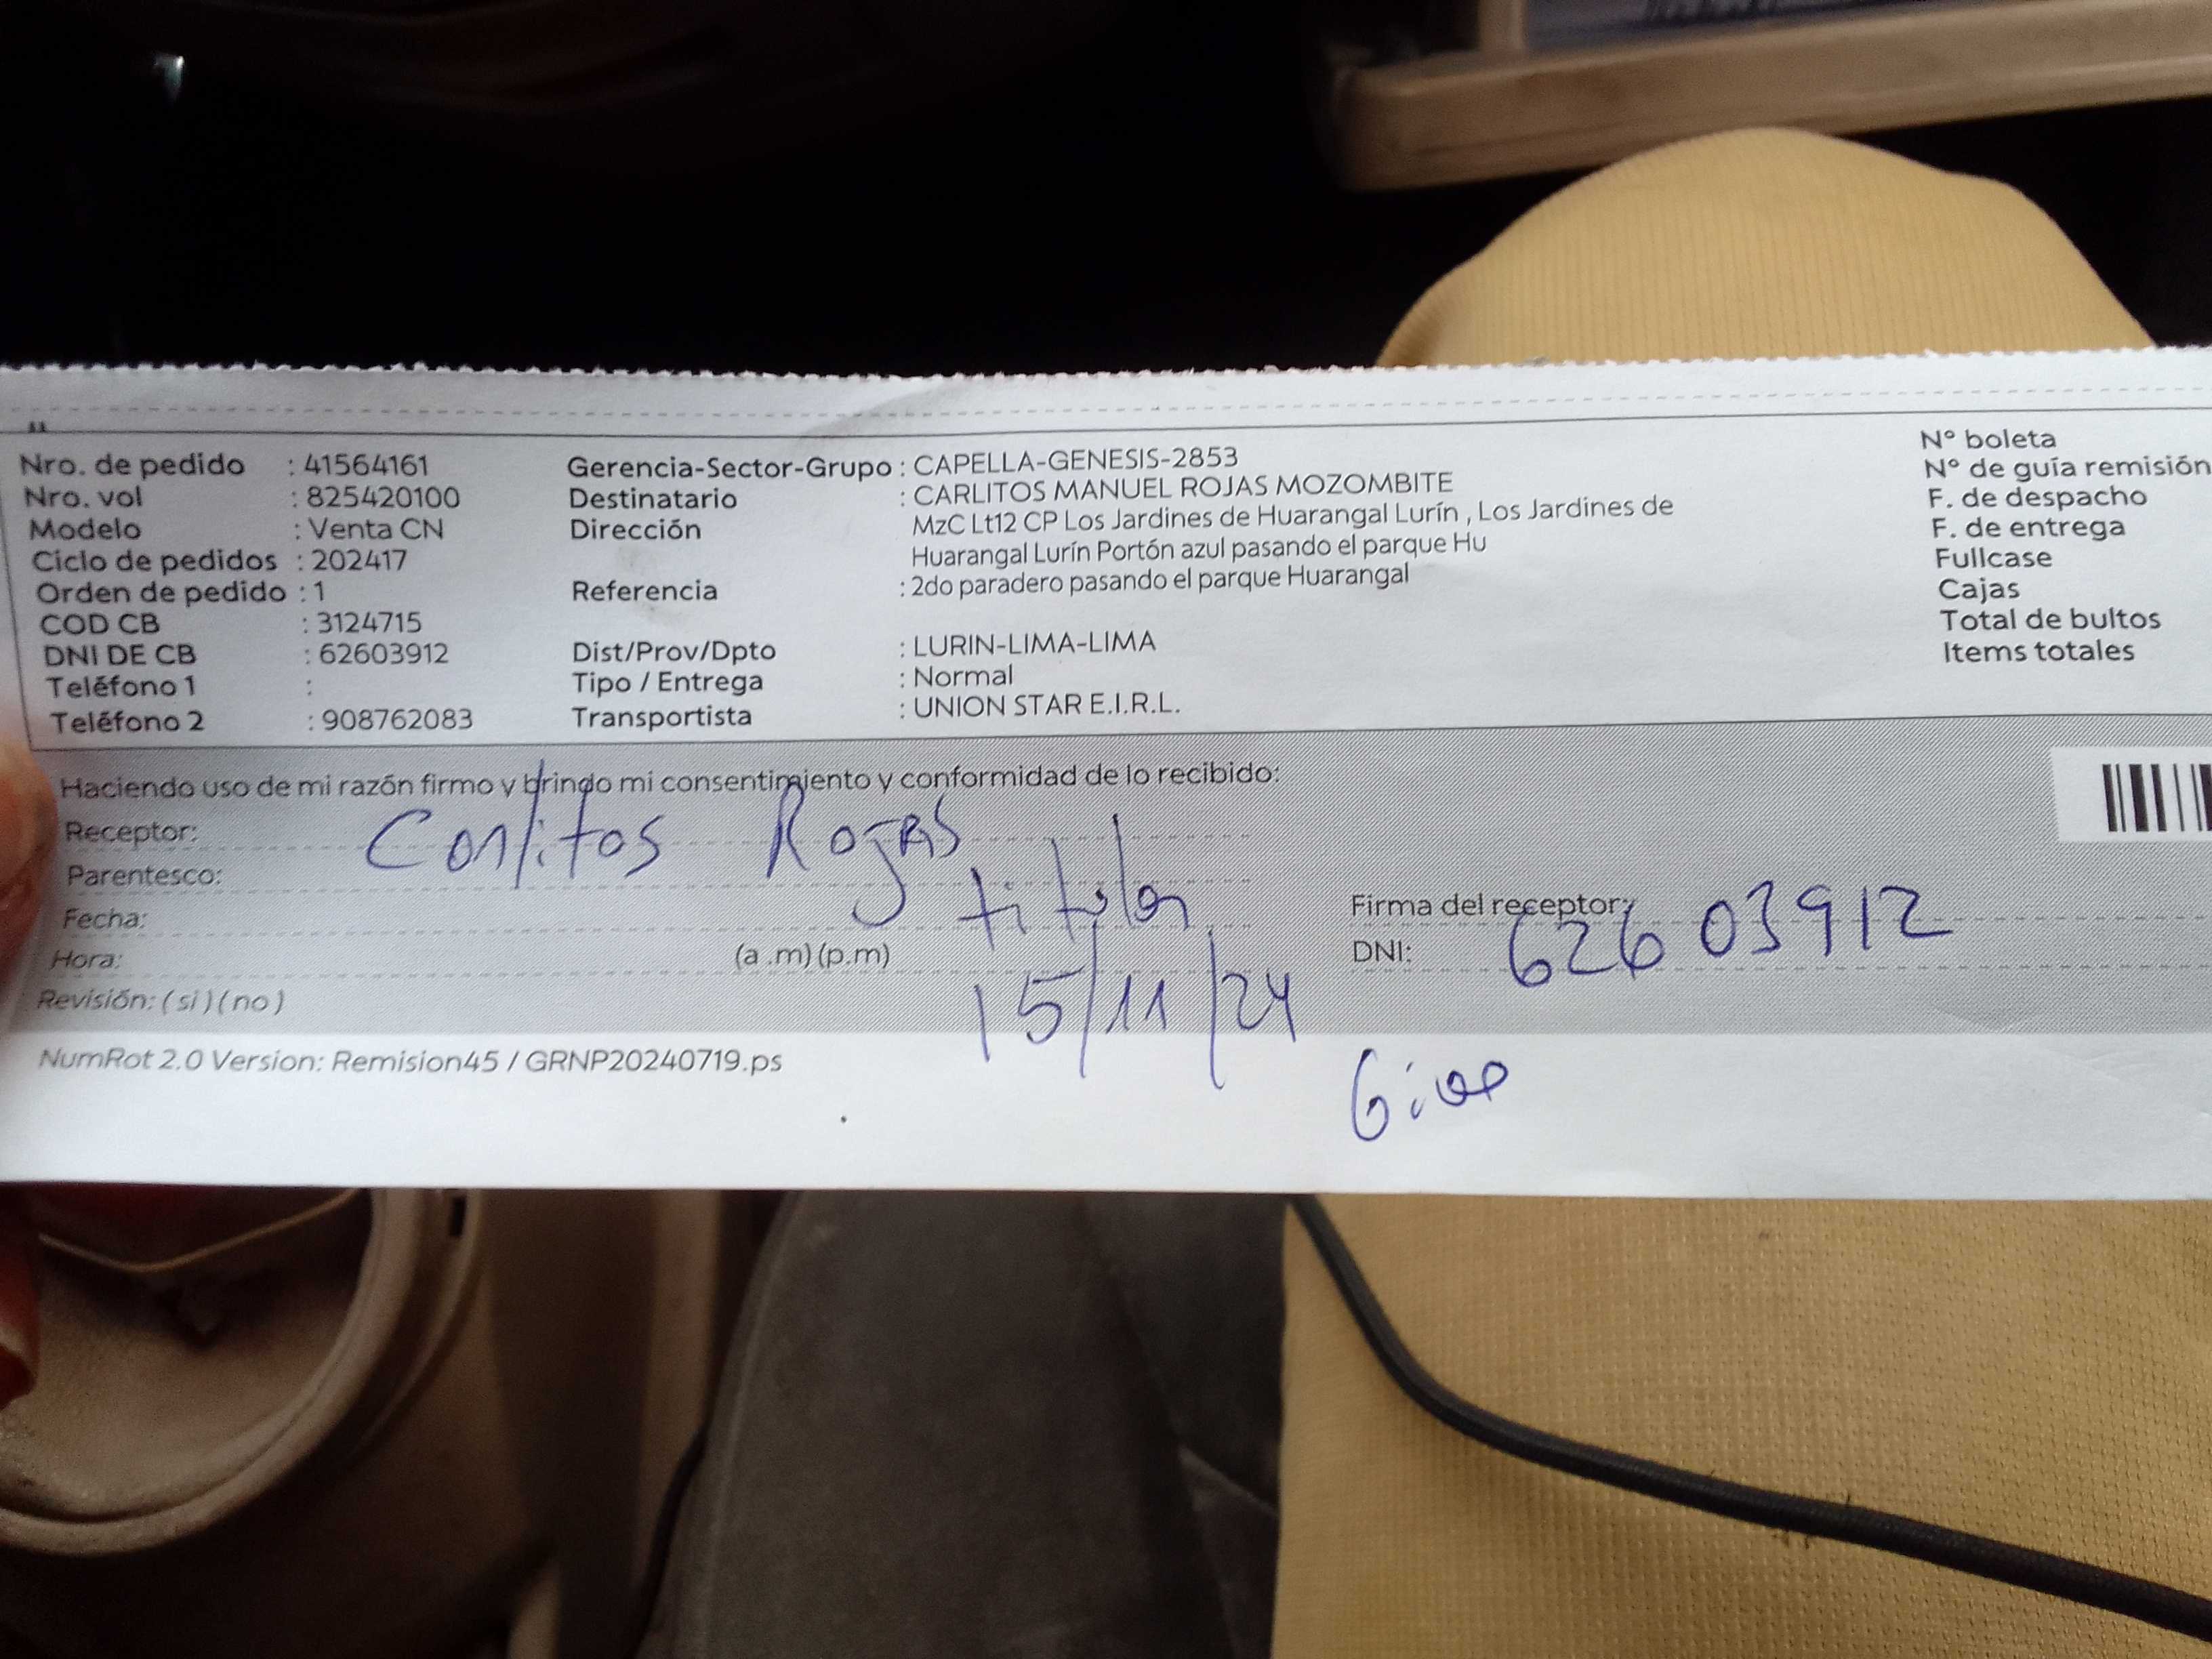 Nro. de pedido : 41564161 Gerencia-Sector-Grupo : CAPELLA-GENESIS-2853 N° boleta
Nro. vol : 825420100 Destinatario : CARLITOS MANUEL ROJAS MOZOMBITE N° de guía remisión
Modelo : Venta CN Dirección MzC Lt12 CP Los Jardines de Huarangal Lurín , Los Jardines de F. de despacho
Huarangal Lurín Portón azul pasando el parque Hu F. de entrega
Ciclo de pedidos : 202417 Fullcase
Orden de pedido : 1 Referencia : 2do paradero pasando el parque Huarangal Cajas
COD CB : 3124715 Total de bultos
DNI DE CB : 62603912 Dist/Prov/Dpto : LURIN-LIMA-LIMA Items totales
Teléfono 1 : Tipo / Entrega : Normal
Teléfono 2 : 908762083 Transportista : UNION STAR E.I.R.L.
Haciendo uso de mi razón firmo y brindo mi consentimiento y conformidad de lo recibido:
Receptor: Carlitos Rojas
Parentesco: titular
Fecha: 15/11/24 Firma del receptor:
Hora: (a .m) (p.m) DNI: 62603912
Revisión: ( si ) ( no )
NumRot 2.0 Version: Remision45 / GRNP20240719.ps